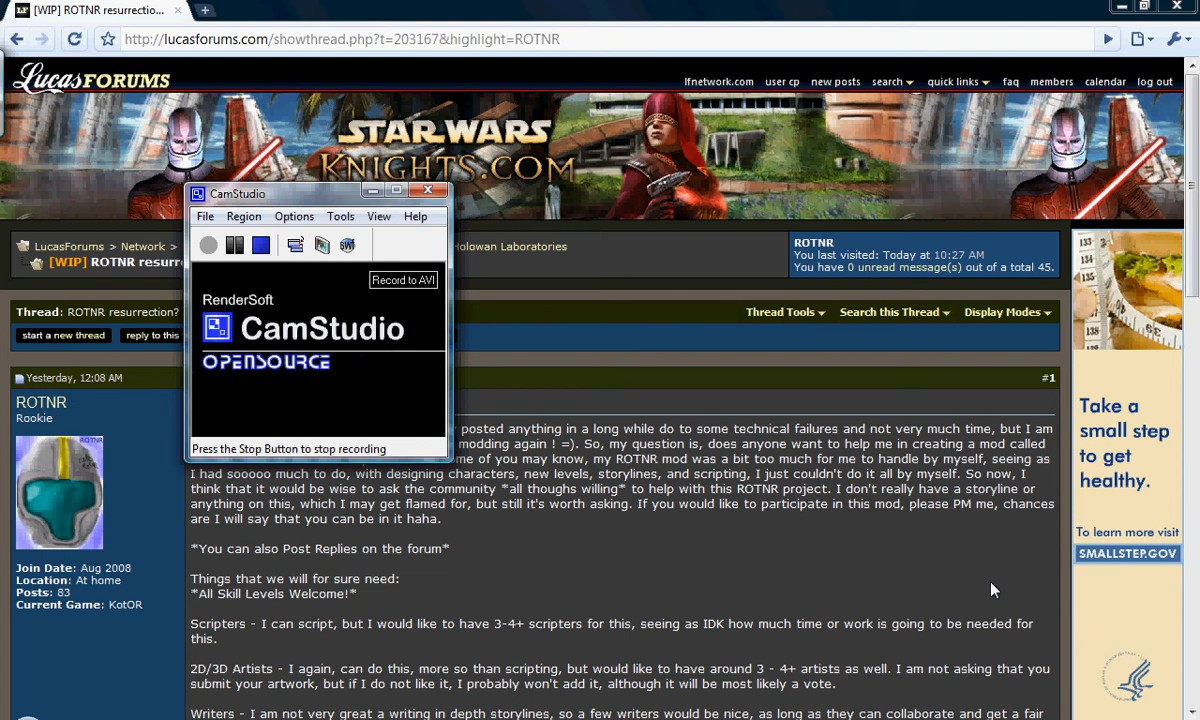 [WIP] ROTNR resurrectio...
http://lucasforums.com/showthread.php?t=203167&highlight=ROTNR
LucasFORUMS
lfnetwork.com user cp new posts search quick links faq members calendar log out
STAR WARS
KNIGHTS.COM
CamStudio
File Region Options Tools View Help
Record to AVI
RenderSoft
CamStudio
OPENSOURCE
Press the Stop Button to stop recording
LucasForums > Network > Holowan Laboratories
[WIP] ROTNR resurr
ROTNR
You last visited: Today at 10:27 AM
You have 0 unread message(s) out of a total 45.
Thread: ROTNR resurrection?
Thread Tools Search this Thread Display Modes
start a new thread reply to this
Yesterday, 12:08 AM #1
ROTNR
Rookie
ROTNR
Join Date: Aug 2008
Location: At home
Posts: 83
Current Game: KotOR
posted anything in a long while do to some technical failures and not very much time, but I am
modding again ! =). So, my question is, does anyone want to help me in creating a mod called
me of you may know, my ROTNR mod was a bit too much for me to handle by myself, seeing as
I had sooooo much to do, with designing characters, new levels, storylines, and scripting, I just couldn't do it all by myself. So now, I
think that it would be wise to ask the community *all thoughs willing* to help with this ROTNR project. I don't really have a storyline or
anything on this, which I may get flamed for, but still it's worth asking. If you would like to participate in this mod, please PM me, chances
are I will say that you can be in it haha.
*You can also Post Replies on the forum*
Things that we will for sure need:
*All Skill Levels Welcome!*
Scripters - I can script, but I would like to have 3-4+ scripters for this, seeing as IDK how much time or work is going to be needed for
this.
2D/3D Artists - I again, can do this, more so than scripting, but would like to have around 3 - 4+ artists as well. I am not asking that you
submit your artwork, but if I do not like it, I probably won't add it, although it will be most likely a vote.
Writers - I am not very great a writing in depth storylines, so a few writers would be nice, as long as they can collaborate and get a fair
133
134
135
138
Take a
small step
to get
healthy.
To learn more visit
SMALLSTEP.GOV